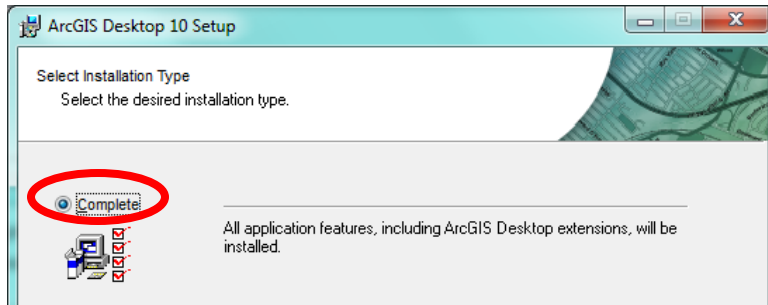 ArcGIS Desktop 10 Setup
Select Installation Type
Select the desired installation type.
Complete
All application features, including ArcGIS Desktop extensions, will be
installed.